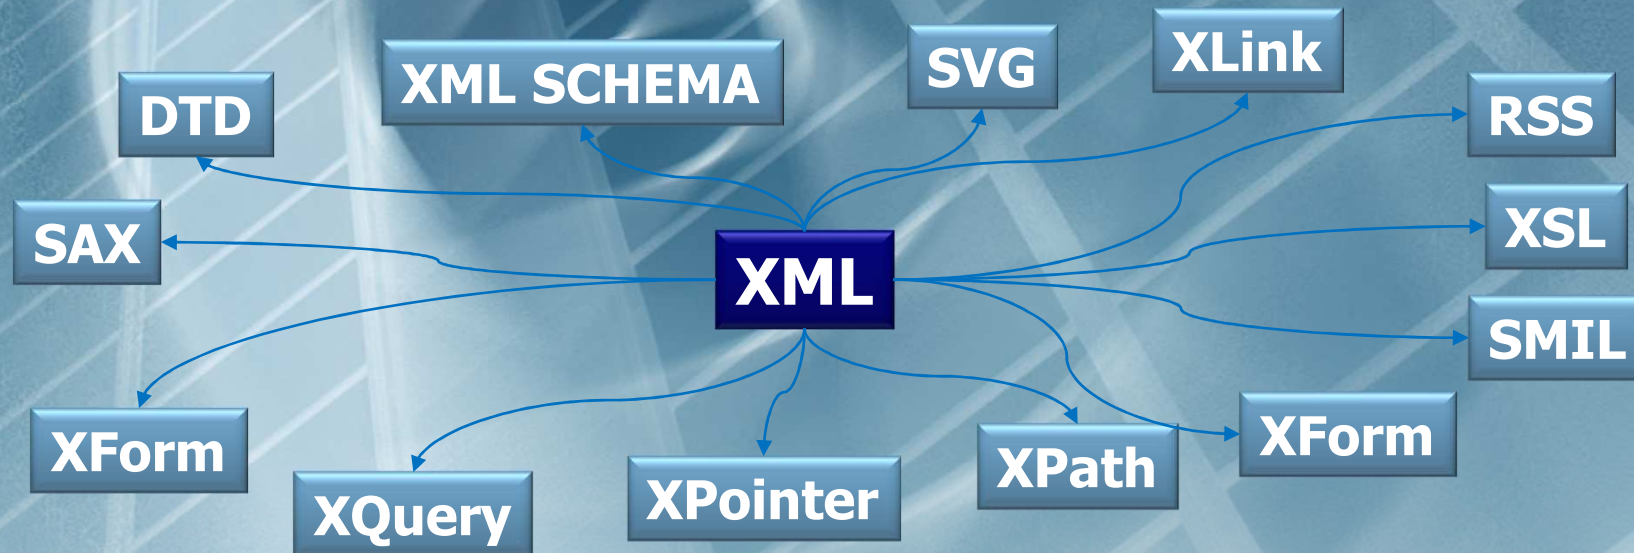 XLink
SVG
XML SCHEMA
DTD
RSS
SAX
XSL
XML
SMIL
XForm
XForm
XPath
XPointer
XQuery